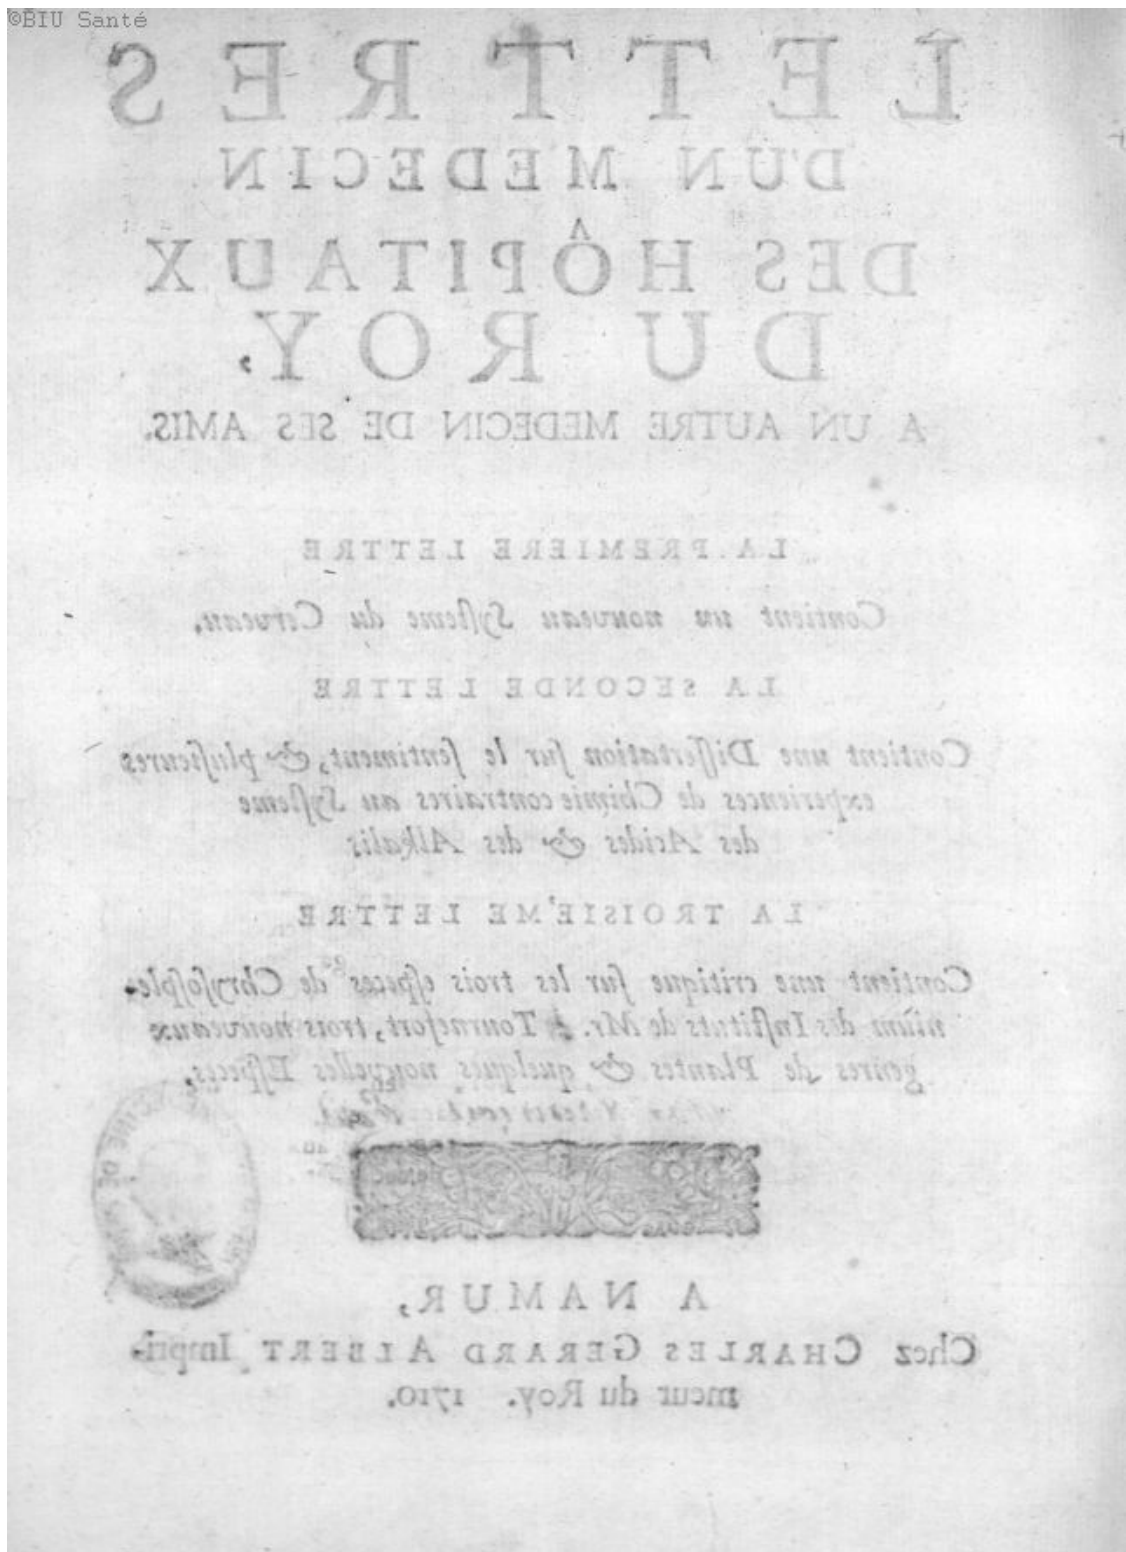 ©BIU Santé
LETTRES
D'UN MEDECIN
DES HÔPITAUX
DU ROY,
A UN AUTRE MEDECIN DE SES AMIS.
LA PREMIERE LETTRE
Contient un nouveau Systeme du Cerveau.
LA SECONDE LETTRE
Contient une Dissertation sur le sentiment, & plusieures
experiences de Chimie contraires au Systeme
des Acides & des Alkalis
LA TROISIE'ME LETTRE
Contient une critique sur les trois especes de Chrysosple-
nium des Instituts de Mr. Tournefort, trois nouveaux
genres de Plantes & quelques nouvelles Especes,
A NAMUR,
Chez CHARLES GERARD ALBERT Impri-
meur du Roy. 1710.